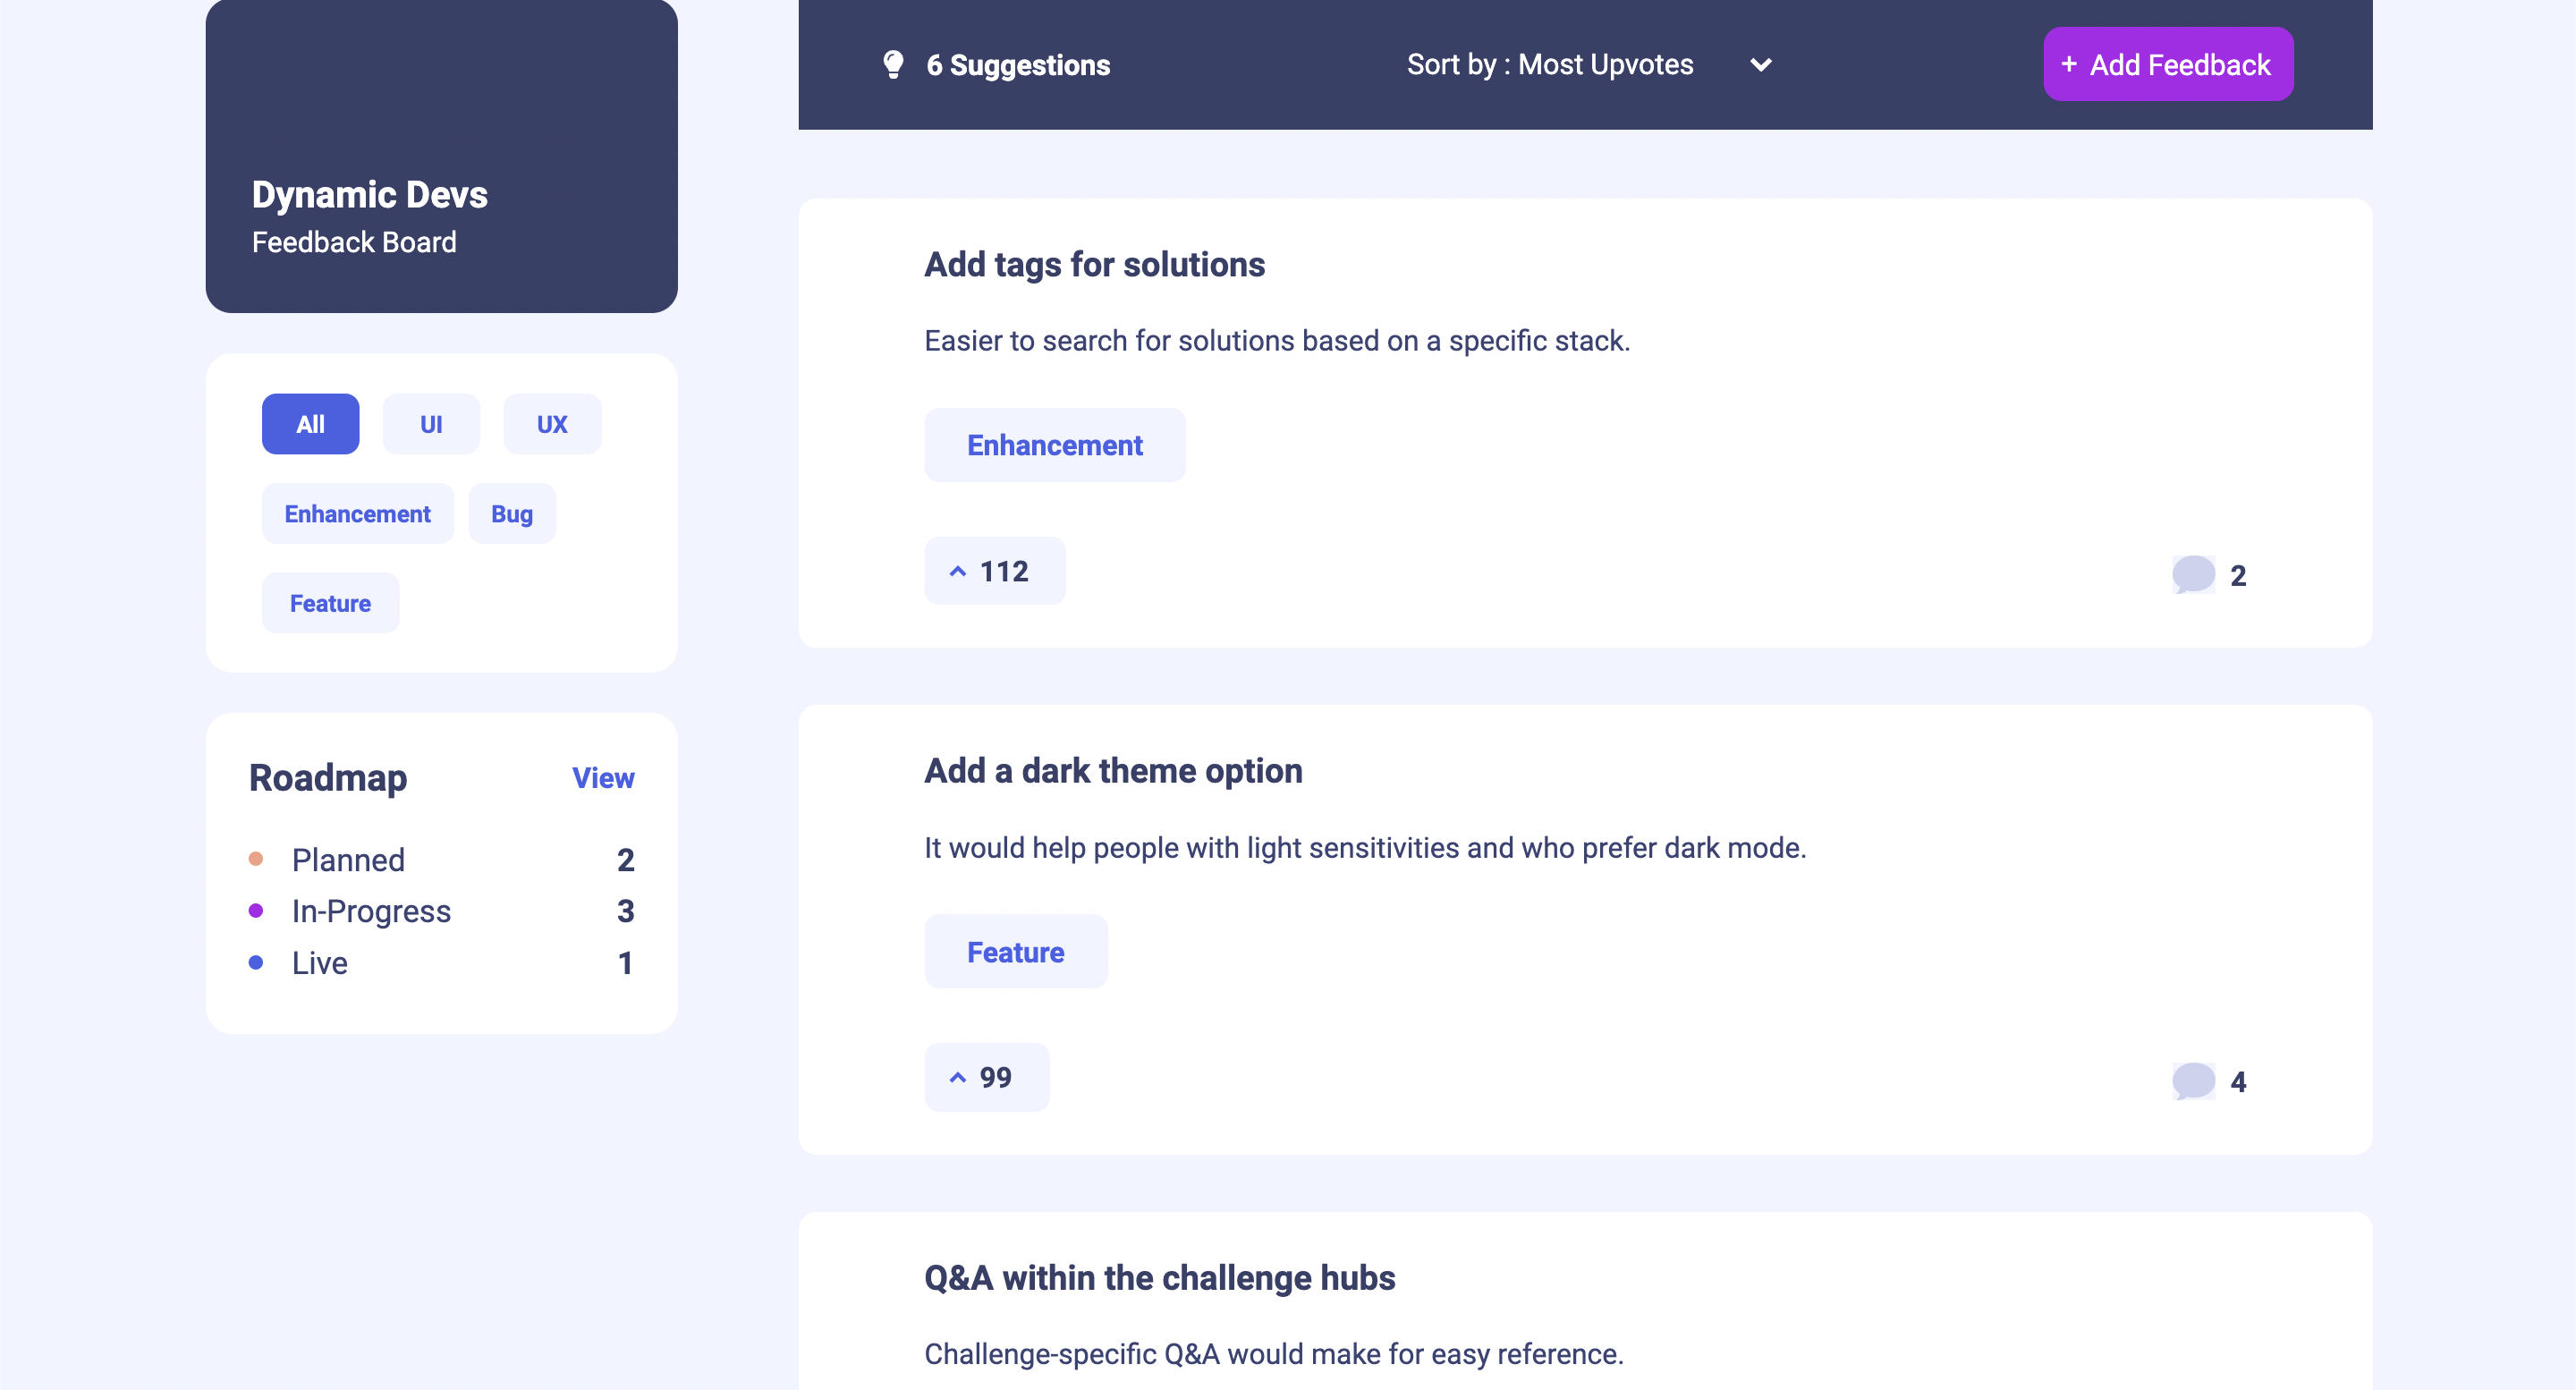 Dynamic Devs
Feedback Board
All
UI
UX
Enhancement
Bug
Feature
Roadmap
View
Planned 2
In-Progress 3
Live 1
6 Suggestions
Sort by : Most Upvotes
+ Add Feedback
Add tags for solutions
Easier to search for solutions based on a specific stack.
Enhancement
112
2
Add a dark theme option
It would help people with light sensitivities and who prefer dark mode.
Feature
99
4
Q&A within the challenge hubs
Challenge-specific Q&A would make for easy reference.